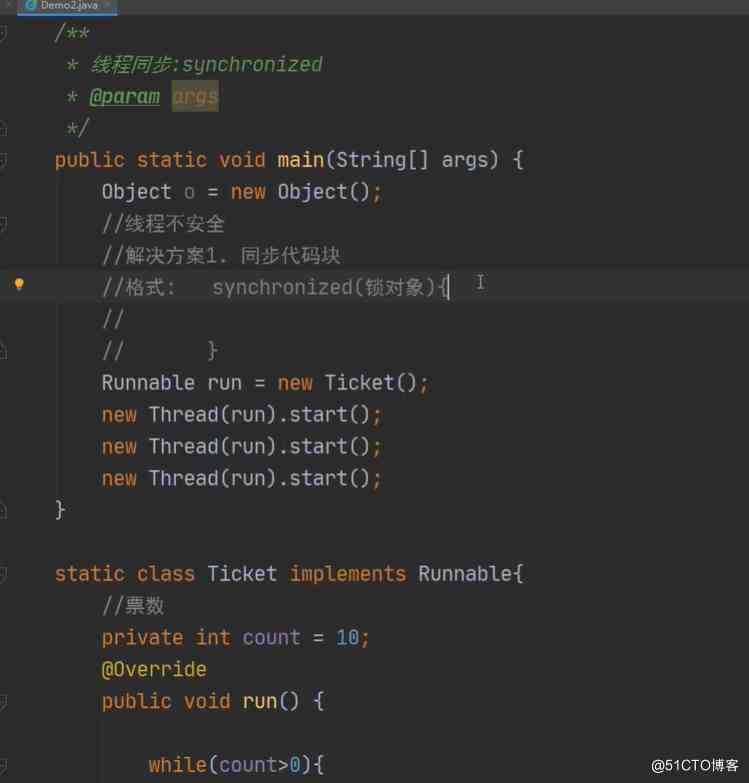 Demo2.java
/**
* 线程同步:synchronized
* @param args
*/
public static void main(String[] args) {
Object o = new Object();
//线程不安全
//解决方案1. 同步代码块
//格式:   synchronized(锁对象){
//
//       }
Runnable run = new Ticket();
new Thread(run).start();
new Thread(run).start();
new Thread(run).start();
}
static class Ticket implements Runnable{
//票数
private int count = 10;
@Override
public void run() {
while(count>0){
@51CTO博客